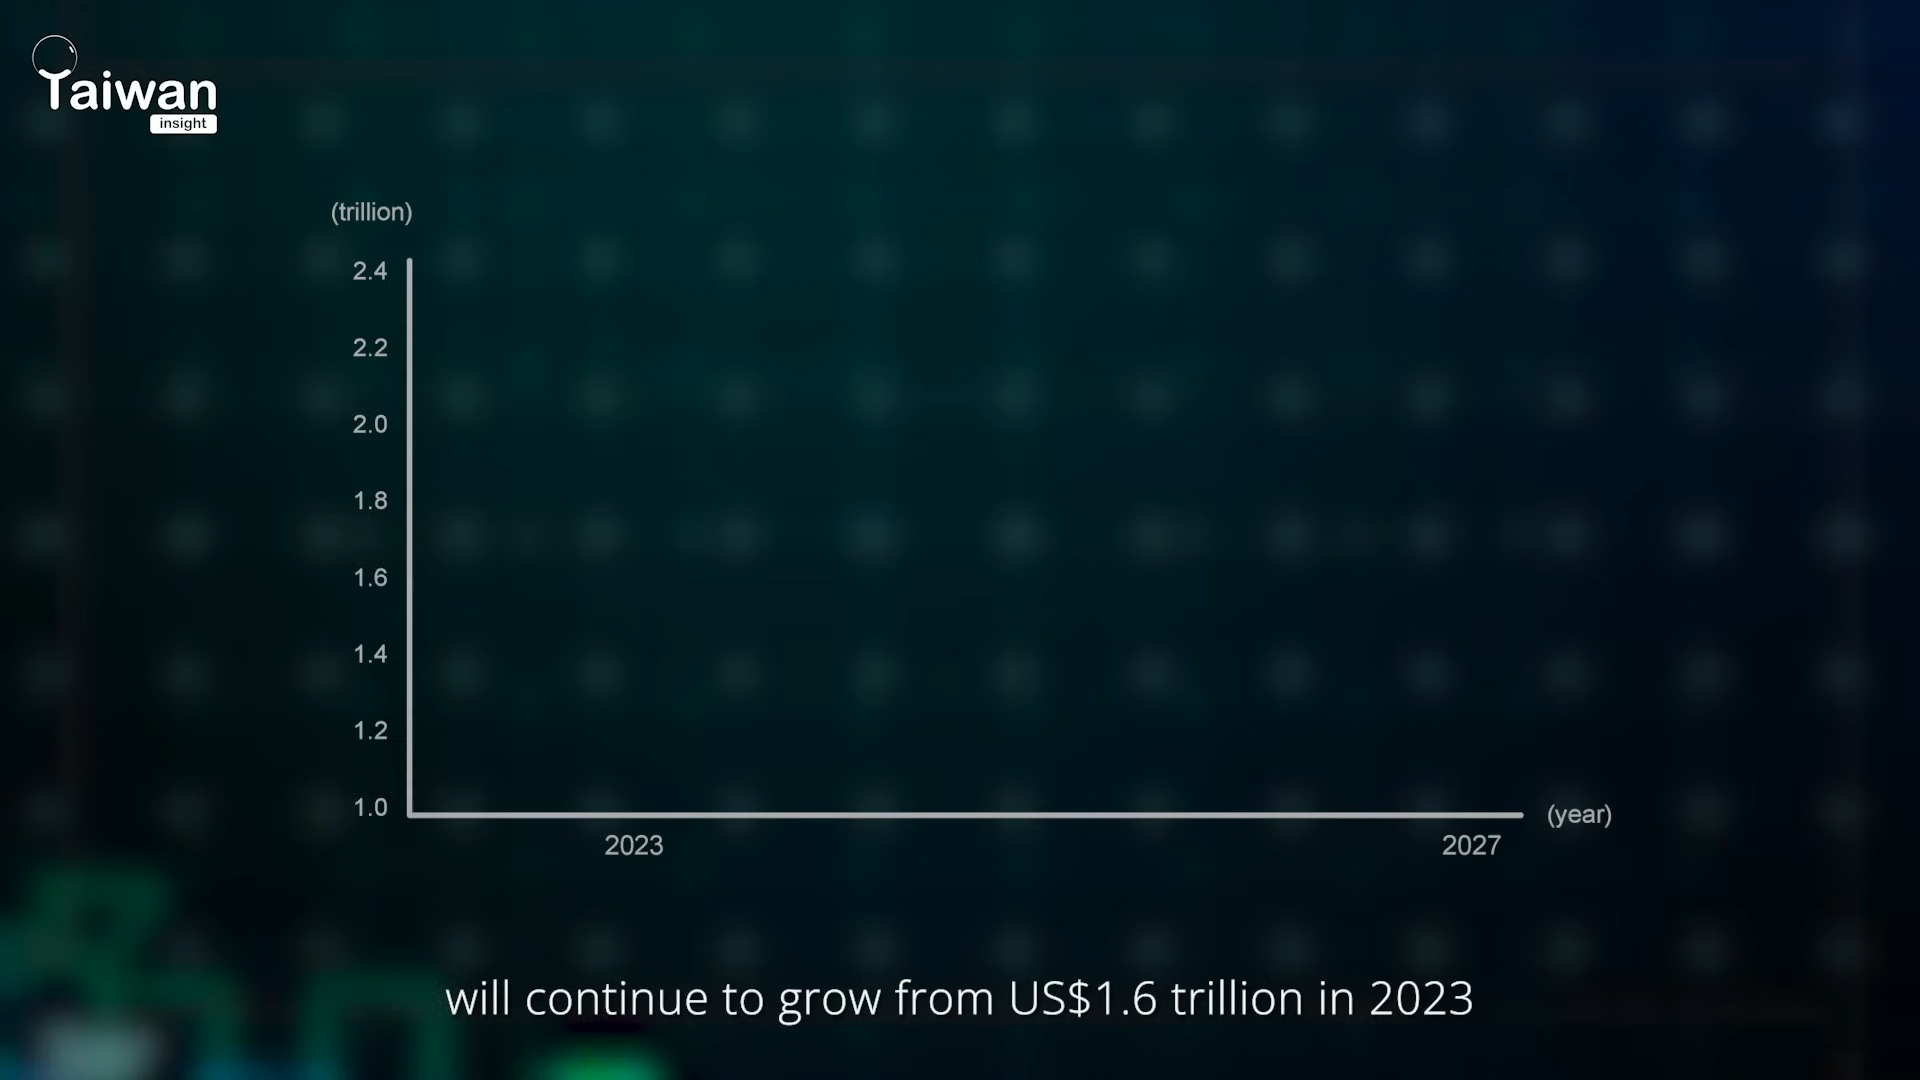 Taiwan
insight
(trillion)
2.4
2.2
2.0
1.8
1.6
1.4
1.2
1.0
(year)
2023
2027
will continue to grow from US$1.6 trillion in 2023